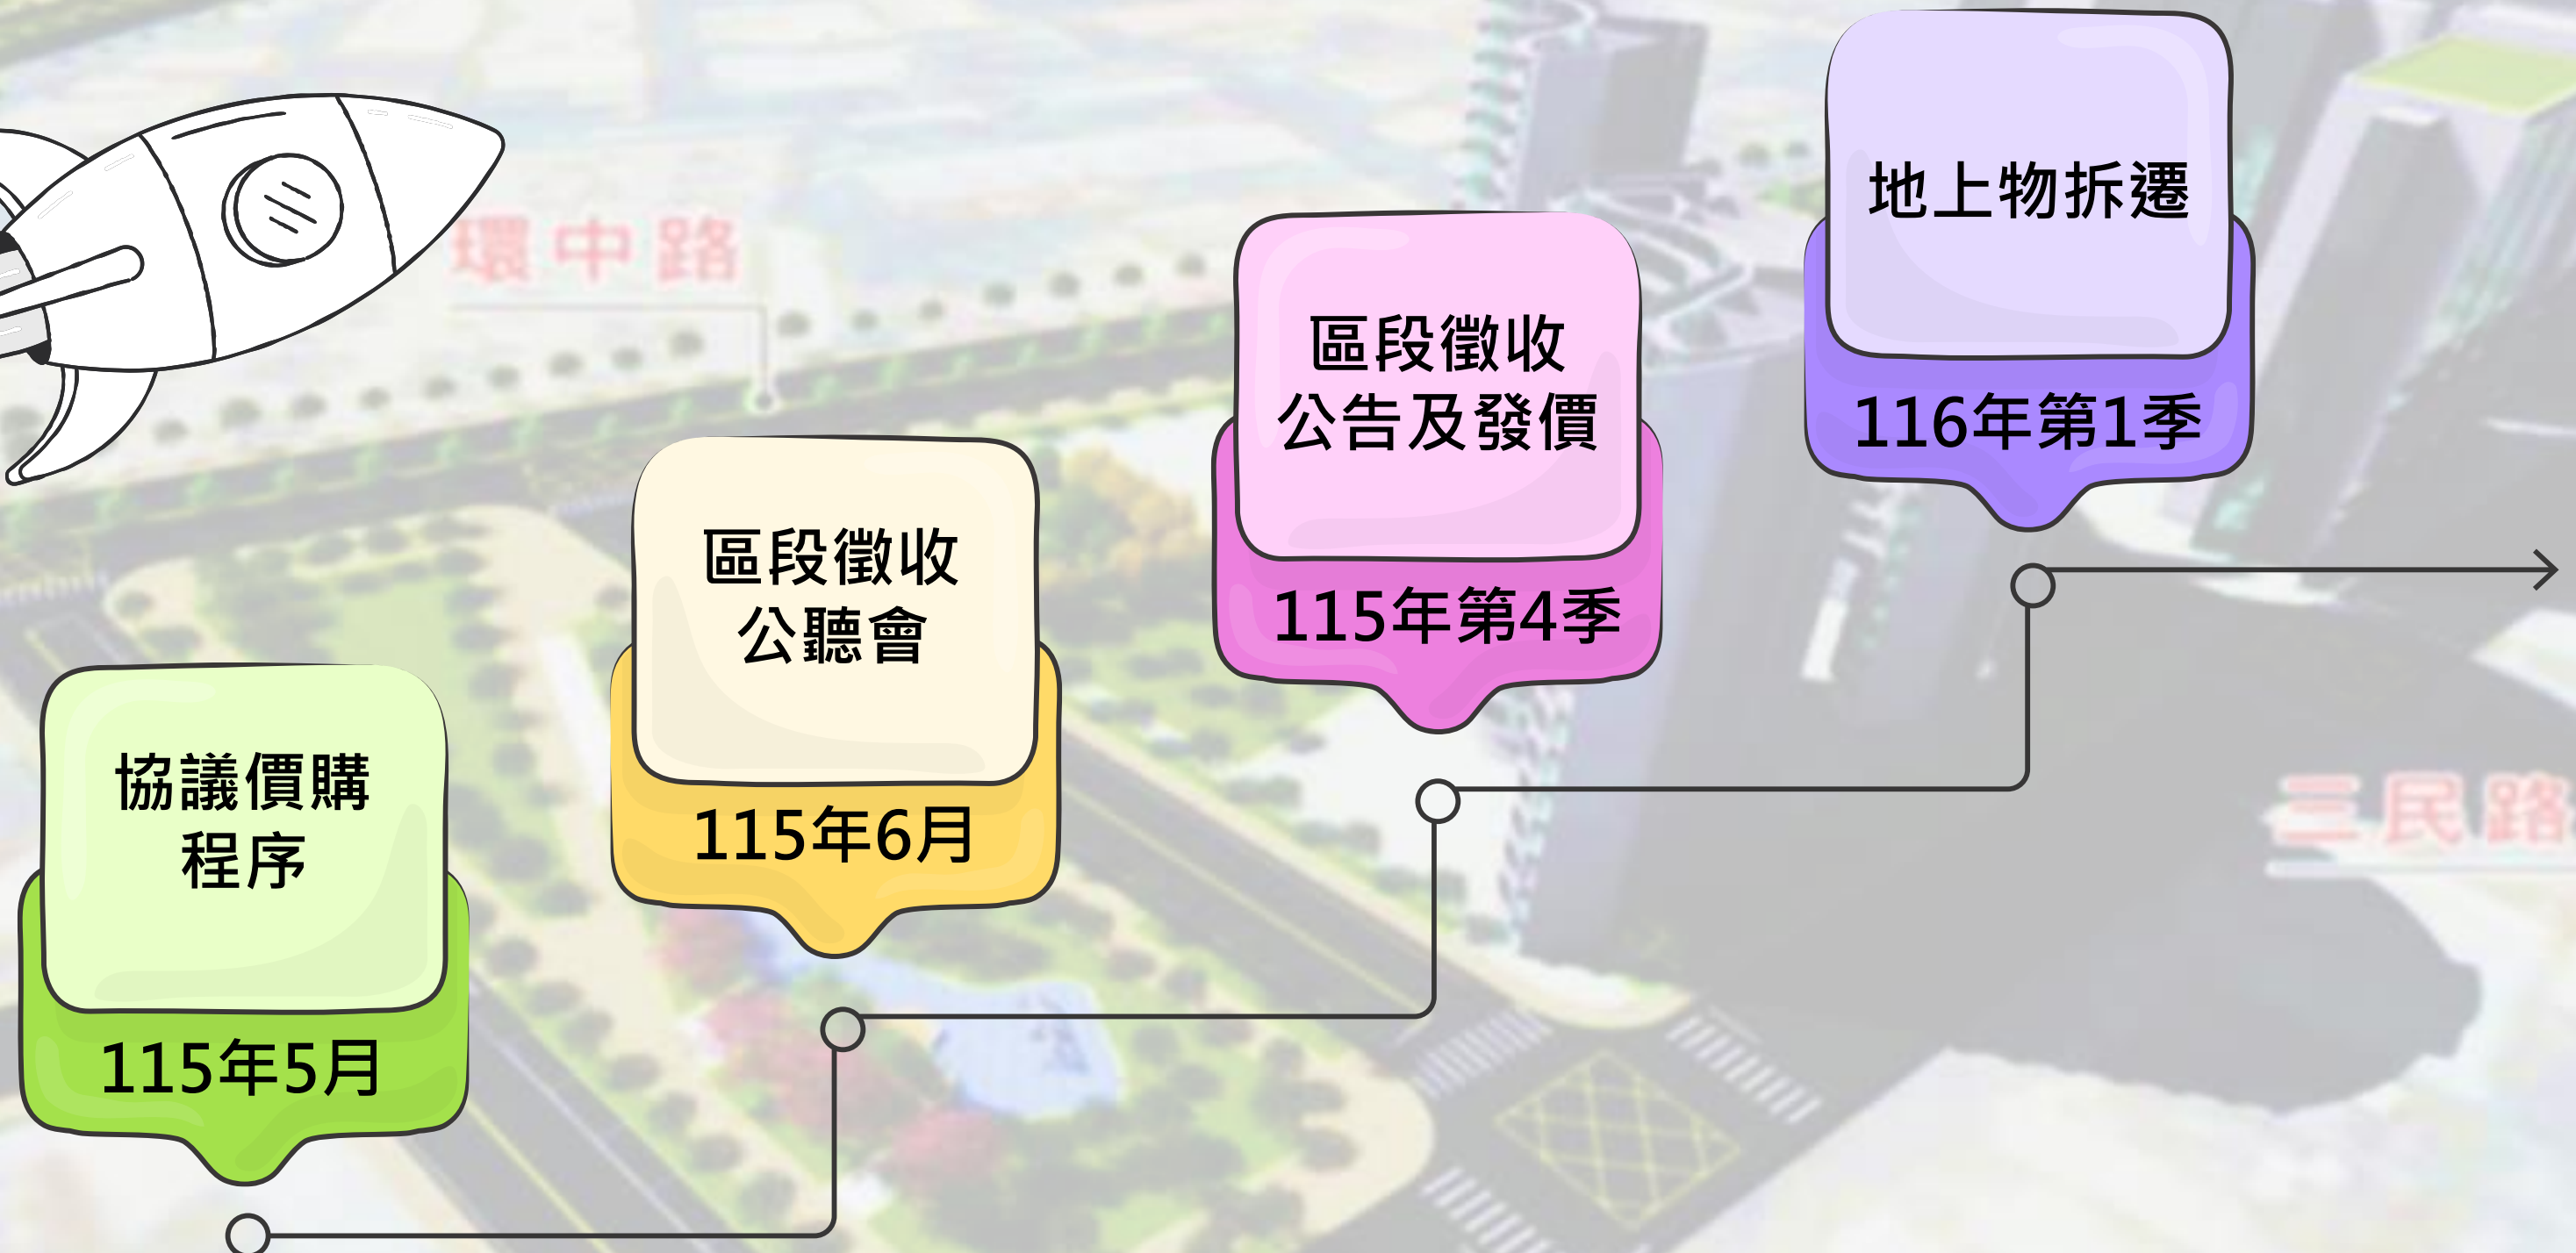 環中路
地上物拆遷
116年第1季
區段徵收
公告及發價
115年第4季
區段徵收
公聽會
115年6月
協議價購
程序
115年5月
三民路